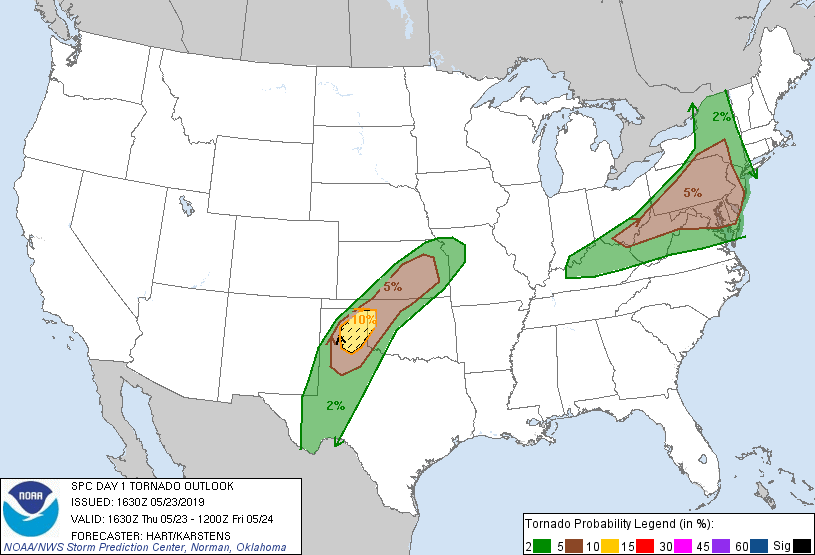 2%
5%
5%
10%
2%
NOAA
SPC DAY 1 TORNADO OUTLOOK
ISSUED: 1630Z 05/23/2019
VALID: 1630Z Thu 05/23 - 1200Z Fri 05/24
FORECASTER: HART/KARSTENS
NOAA/NWS Storm Prediction Center, Norman, Oklahoma
Tornado Probability Legend (in %):
2 5 10 15 30 45 60 Sig